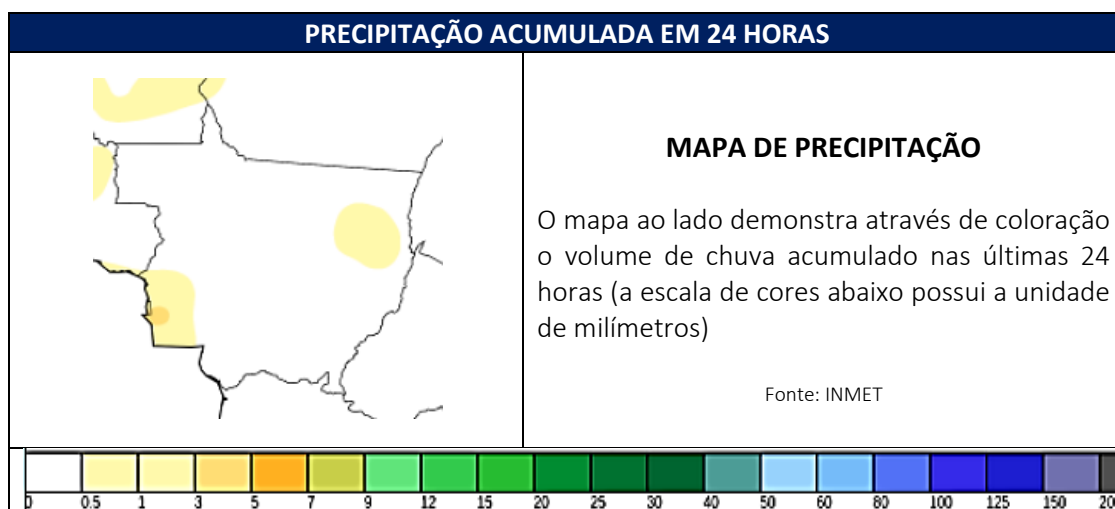 PRECIPITAÇÃO ACUMULADA EM 24 HORAS
MAPA DE PRECIPITAÇÃO
O mapa ao lado demonstra através de coloração
o volume de chuva acumulado nas últimas 24
horas (a escala de cores abaixo possui a unidade
de milímetros)
Fonte: INMET
0 0.5 1 3 5 7 9 12 15 20 25 30 40 50 60 80 100 125 150